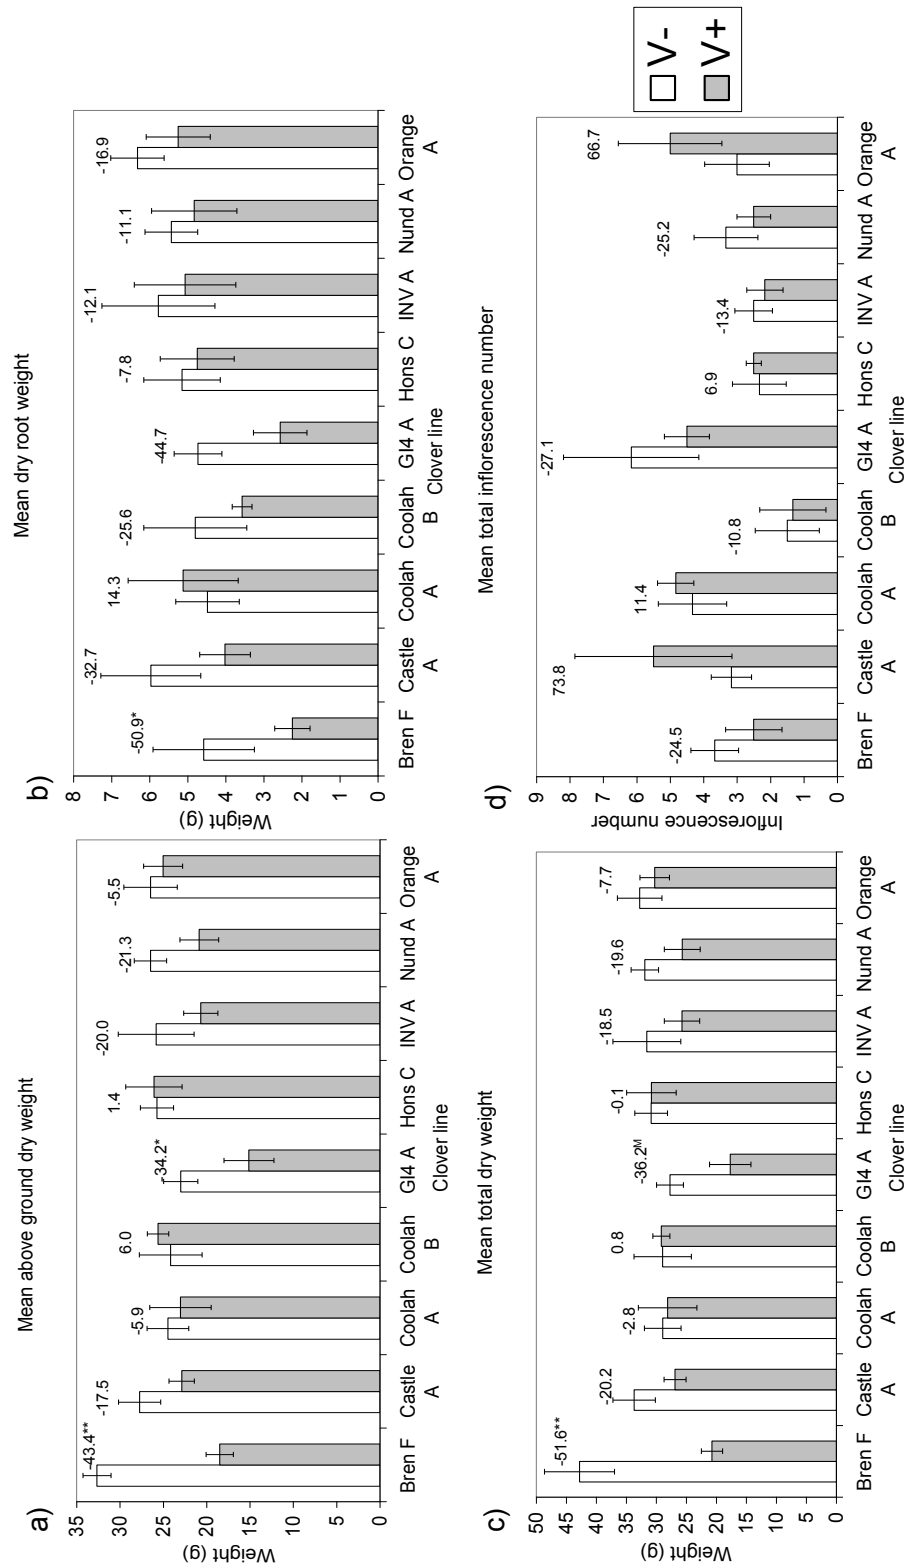 a)
Mean above ground dry weight
Weight (g)
35
30
25
20
15
10
5
0
-43.4**
-17.5
-5.9
6.0
-34.2*
1.4
-20.0
-21.3
-5.5
Bren F
Castle A
Coolah A
Coolah B
GI4 A
Hons C
INV A
Nund A
Orange A
Clover line
b)
Mean dry root weight
Weight (g)
8
7
6
5
4
3
2
1
0
-50.9*
-32.7
14.3
-25.6
-44.7
-7.8
-12.1
-11.1
-16.9
Bren F
Castle A
Coolah A
Coolah B
GI4 A
Hons C
INV A
Nund A
Orange A
Clover line
c)
Mean total dry weight
Weight (g)
50
45
40
35
30
25
20
15
10
5
0
-51.6**
-20.2
-2.8
0.8
-36.2ᴹ
-0.1
-18.5
-19.6
-7.7
Bren F
Castle A
Coolah A
Coolah B
GI4 A
Hons C
INV A
Nund A
Orange A
Clover line
d)
Mean total inflorescence number
Inflorescence number
9
8
7
6
5
4
3
2
1
0
-24.5
73.8
11.4
-10.8
-27.1
6.9
-13.4
-25.2
66.7
Bren F
Castle A
Coolah A
Coolah B
GI4 A
Hons C
INV A
Nund A
Orange A
Clover line
V-
V+